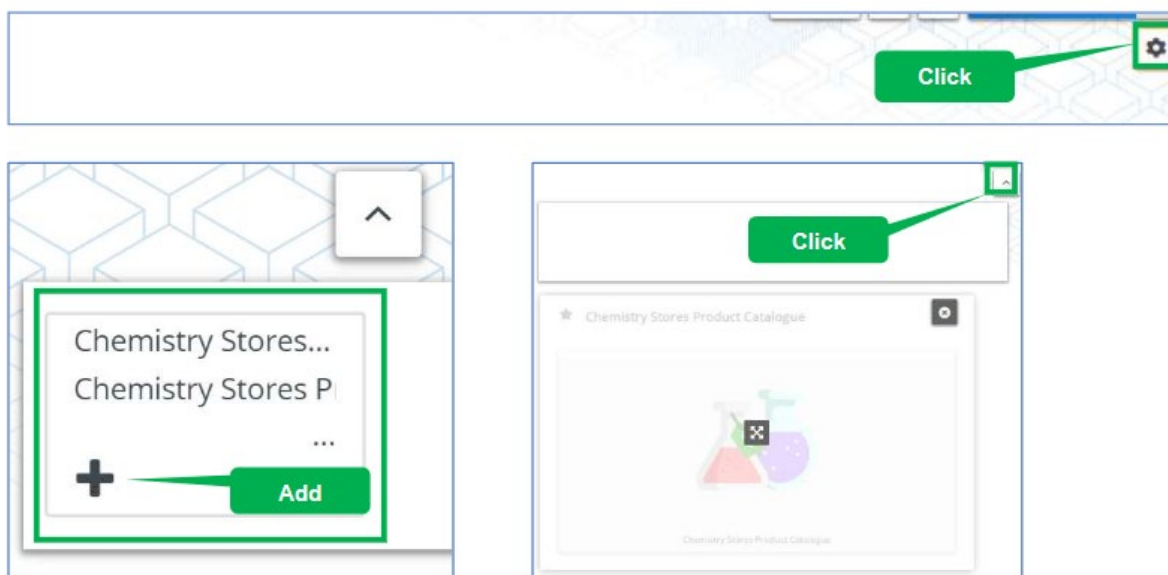 Click
Chemistry Stores...
Chemistry Stores P
...
Add
Click
Chemistry Stores Product Catalogue
Chemistry Stores Product Catalogue